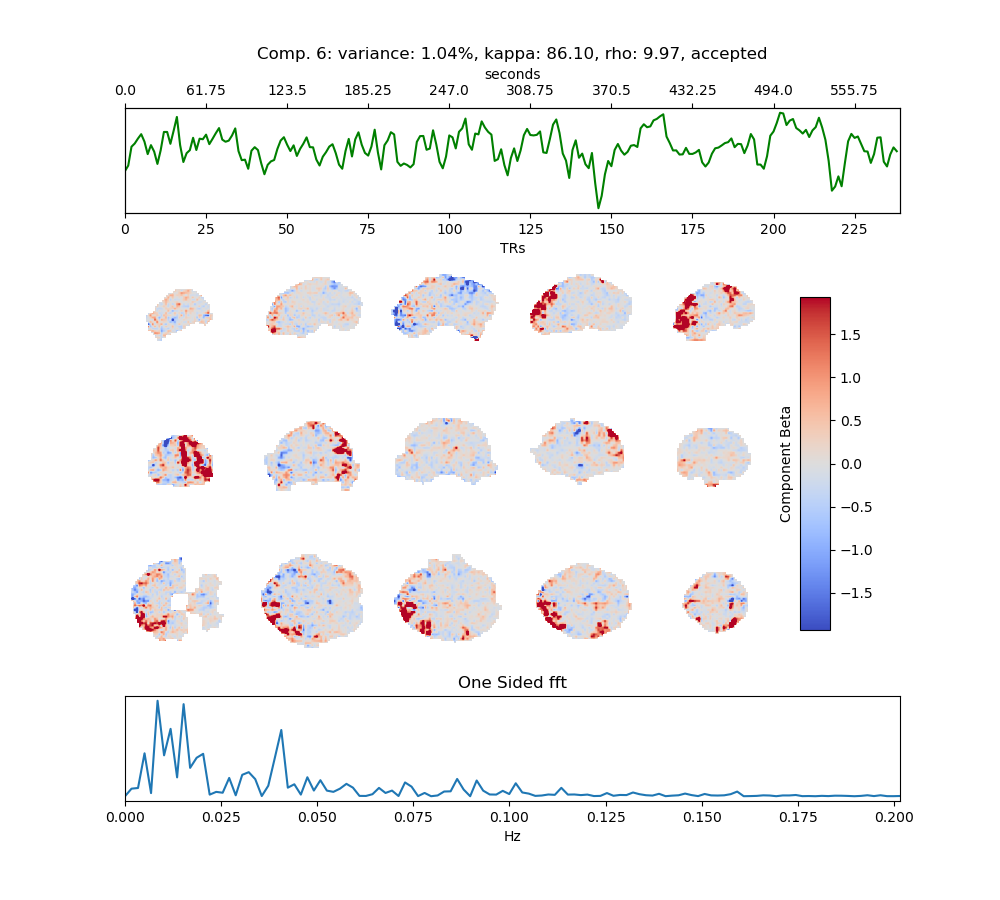 Comp. 6: variance: 1.04%, kappa: 86.10, rho: 9.97, accepted
seconds
0.0 61.75 123.5 185.25 247.0 308.75 370.5 432.25 494.0 555.75
0 25 50 75 100 125 150 175 200 225
TRs
1.5
1.0
0.5
0.0
−0.5
−1.0
−1.5
Component Beta
One Sided fft
0.000 0.025 0.050 0.075 0.100 0.125 0.150 0.175 0.200
Hz